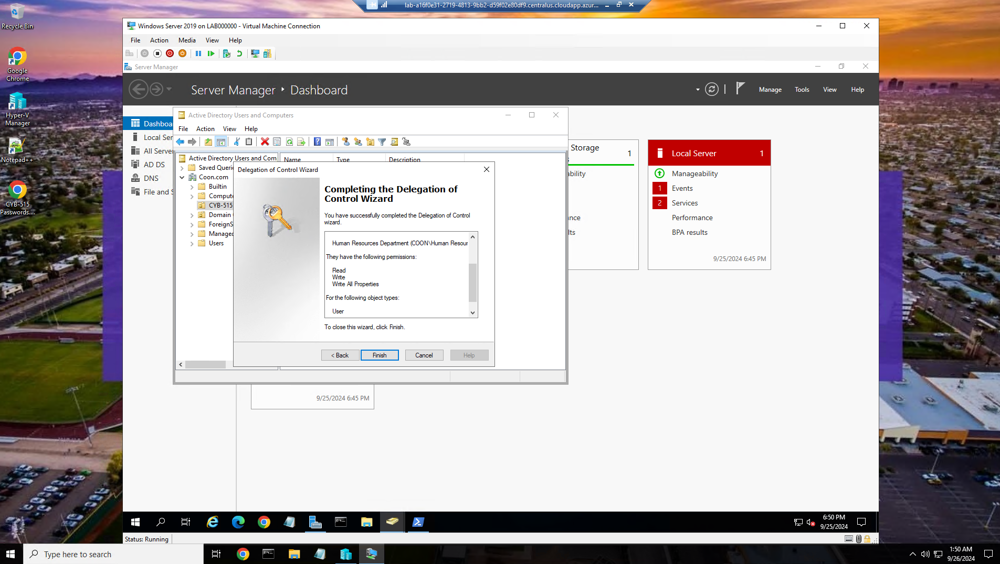 lab-a16f0e31-2719-4813-9bb2-d59f02e80df9.centralus.cloudapp.azur...
Recycle Bin
Google
Chrome
Hyper-V
Manager
Notepad++
CYB-515
Passwords....
Windows Server 2019 on LAB000000 - Virtual Machine Connection
File Action Media View Help
Server Manager
Server Manager Dashboard
Manage Tools View Help
Dashboa
Local Ser
All Server
AD DS
DNS
File and S
Active Directory Users and Computers
File Action View Help
Active Directory Users and Com
Saved Querie
Coon.com
Builtin
Compute
CYB-515
Domain
ForeignS
Managed
Users
Name Type Description
Delegation of Control Wizard
Completing the Delegation of
Control Wizard
You have successfully completed the Delegation of Control
wizard.
Human Resources Department (COON\Human Resour
They have the following permissions:
Read
Write
Write All Properties
For the following object types:
User
To close this wizard, click Finish.
< Back Finish Cancel Help
Storage 1
ability
nce
lts
Local Server 1
Manageability
1 Events
2 Services
Performance
BPA results
9/25/2024 6:45 PM
9/25/2024 6:45 PM
6:50 PM
9/25/2024
Status: Running
Type here to search
1:50 AM
9/26/2024